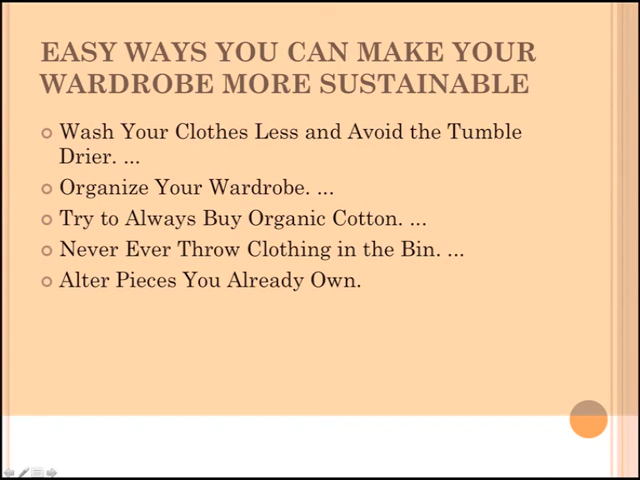 EASY WAYS YOU CAN MAKE YOUR
WARDROBE MORE SUSTAINABLE
Wash Your Clothes Less and Avoid the Tumble
Drier. ...
Organize Your Wardrobe. ...
Try to Always Buy Organic Cotton. ...
Never Ever Throw Clothing in the Bin. ...
Alter Pieces You Already Own.